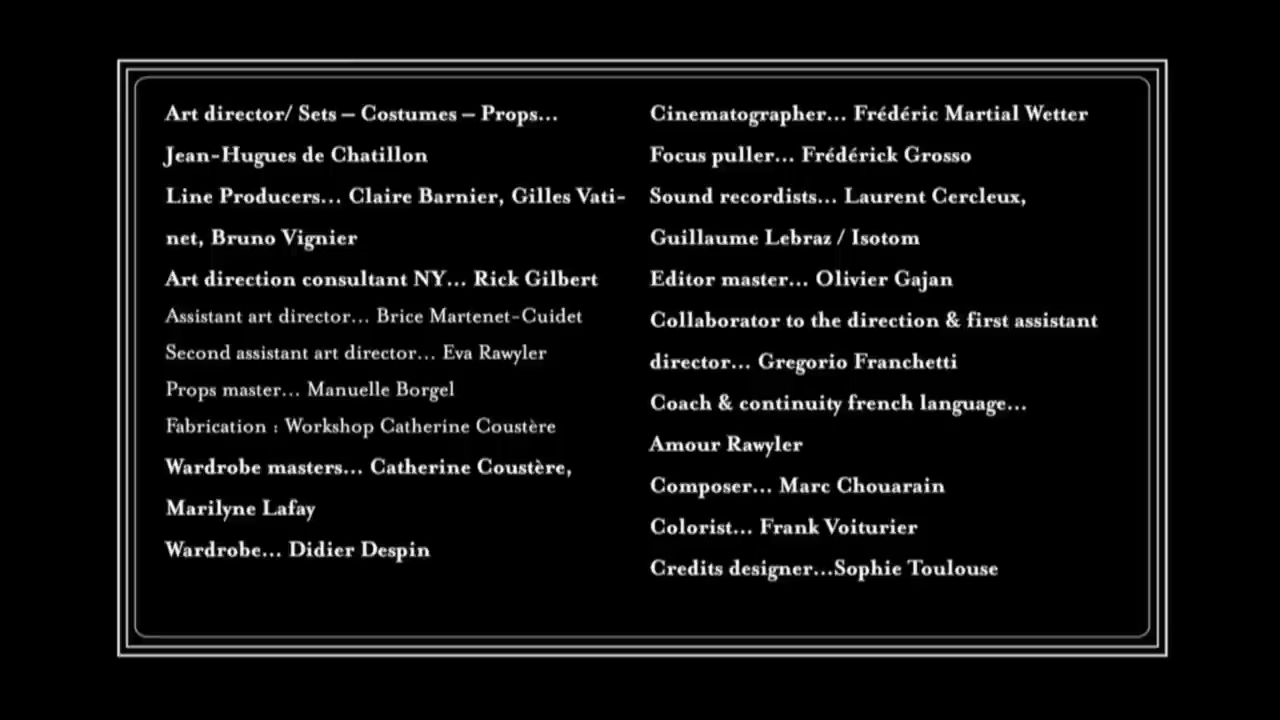 Art director/ Sets – Costumes – Props...
Jean-Hugues de Chatillon
Line Producers... Claire Barnier, Gilles Vati-
net, Bruno Vignier
Art direction consultant NY... Rick Gilbert
Assistant art director... Brice Martenet-Cuidet
Second assistant art director... Eva Rawyler
Props master... Manuelle Borgel
Fabrication : Workshop Catherine Coustère
Wardrobe masters... Catherine Coustère,
Marilyne Lafay
Wardrobe... Didier Despin
Cinematographer... Frédéric Martial Wetter
Focus puller... Frédérick Grosso
Sound recordists... Laurent Cercleux,
Guillaume Lebraz / Isotom
Editor master... Olivier Gajan
Collaborator to the direction & first assistant
director... Gregorio Franchetti
Coach & continuity french language...
Amour Rawyler
Composer... Marc Chouarain
Colorist... Frank Voiturier
Credits designer...Sophie Toulouse